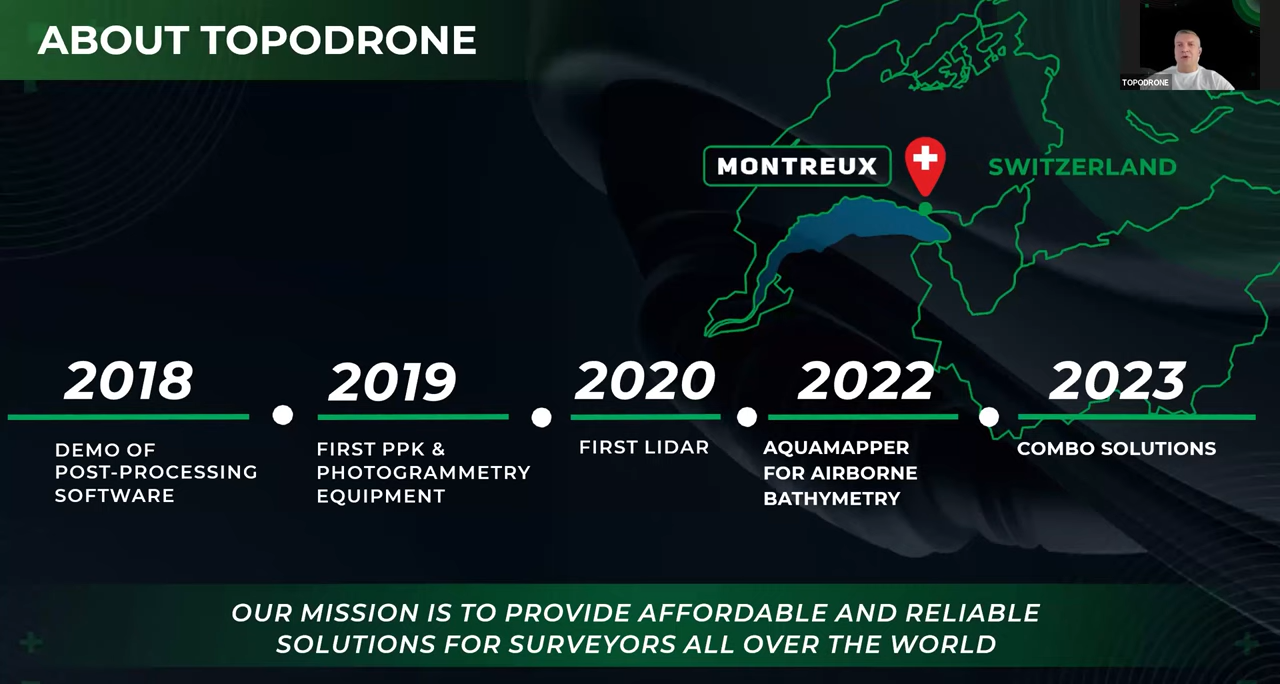 ABOUT TOPODRONE
TOPODRONE
MONTREUX
SWITZERLAND
2018
DEMO OF
POST-PROCESSING
SOFTWARE
2019
FIRST PPK &
PHOTOGRAMMETRY
EQUIPMENT
2020
FIRST LIDAR
2022
AQUAMAPPER
FOR AIRBORNE
BATHYMETRY
2023
COMBO SOLUTIONS
OUR MISSION IS TO PROVIDE AFFORDABLE AND RELIABLE
SOLUTIONS FOR SURVEYORS ALL OVER THE WORLD